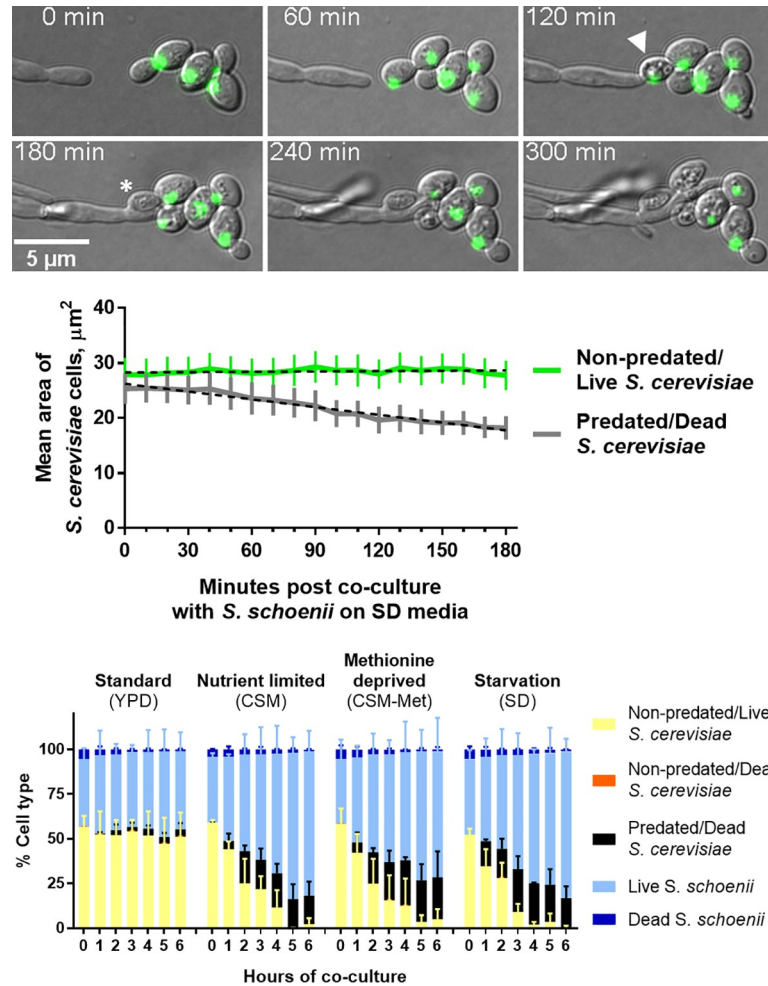 0 min
60 min
120 min
180 min
*
240 min
300 min
5 µm
40
30
20
10
0
Mean area of
S. cerevisiae cells, µm²
0
30
60
90
120
150
180
Minutes post co-culture
with S. schoenii on SD media
Non-predated/
Live S. cerevisiae
Predated/Dead
S. cerevisiae
Standard
(YPD)
Nutrient limited
(CSM)
Methionine
deprived
(CSM-Met)
Starvation
(SD)
% Cell type
100
75
50
25
0
0 1 2 3 4 5 6
0 1 2 3 4 5 6
0 1 2 3 4 5 6
0 1 2 3 4 5 6
Hours of co-culture
Non-predated/Live
S. cerevisiae
Non-predated/Dea
S. cerevisiae
Predated/Dead
S. cerevisiae
Live S. schoenii
Dead S. schoenii